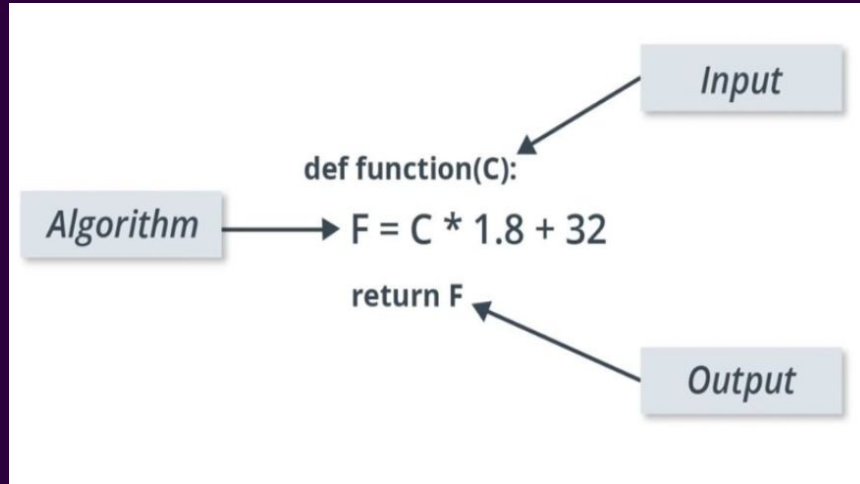 Input
def function(C):
Algorithm
F = C * 1.8 + 32
return F
Output